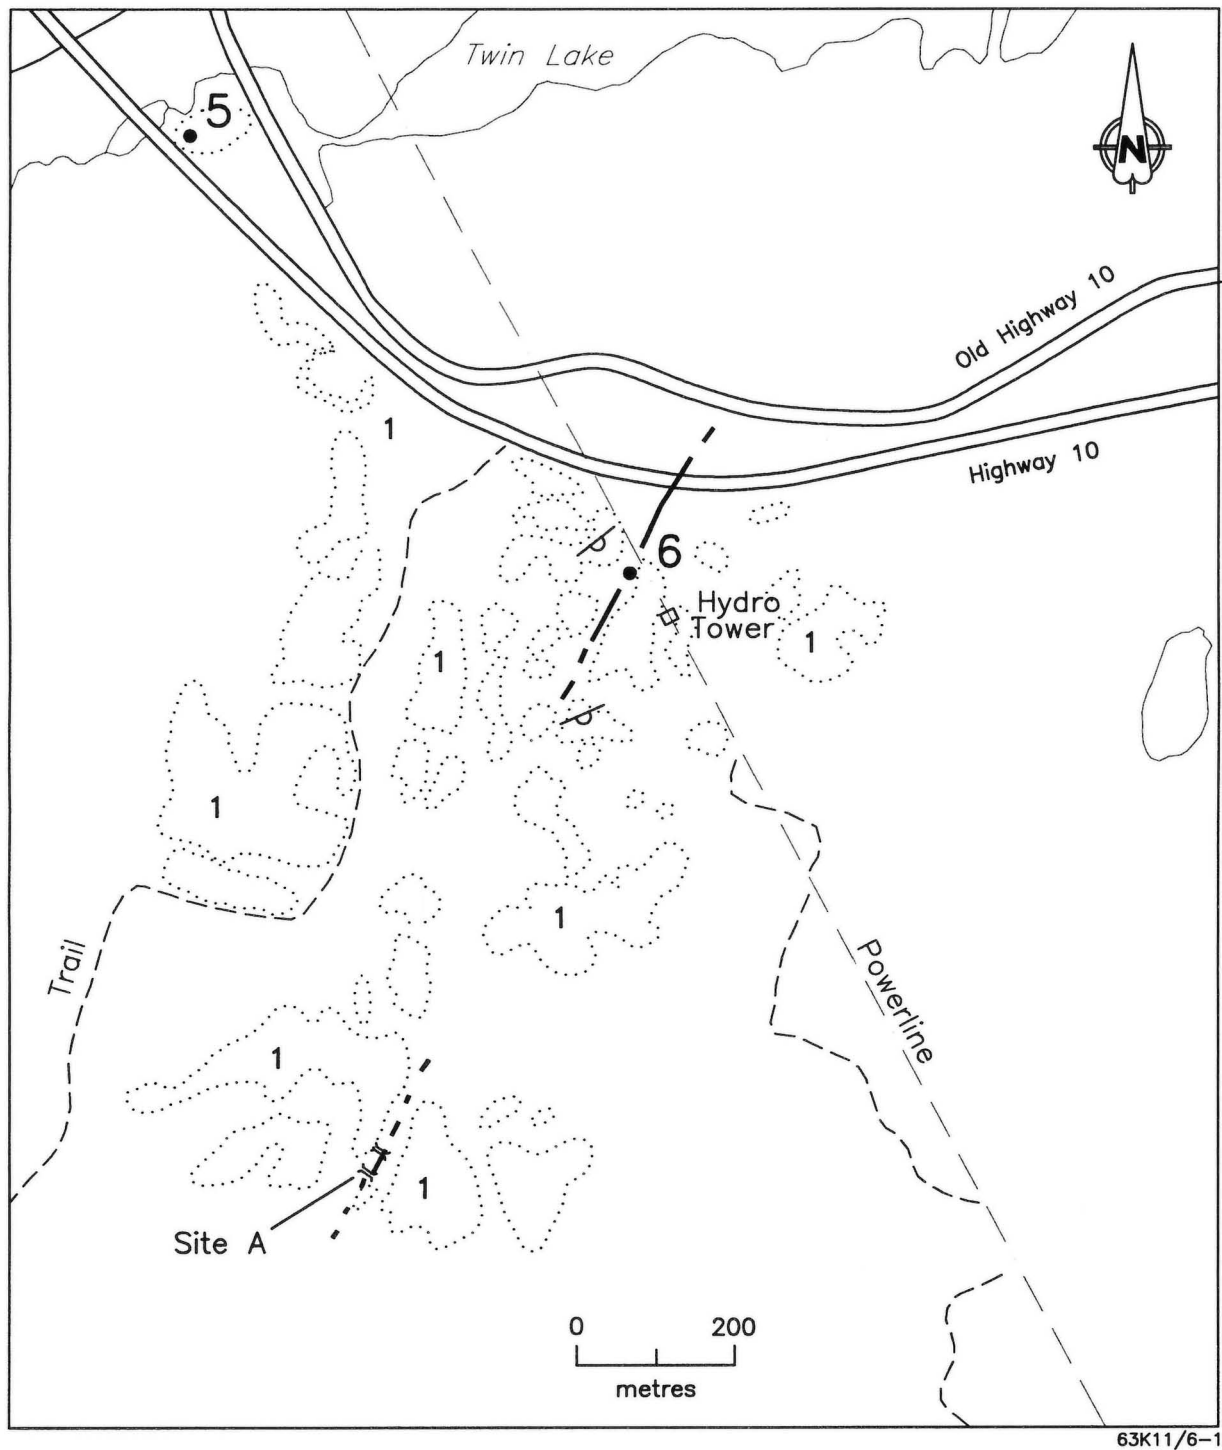 Twin Lake
5
N
Old Highway 10
1
Highway 10
6
Hydro
Tower
1
1
1
1
Trail
Powerline
1
1
Site A
0 200
metres
63K11/6-1